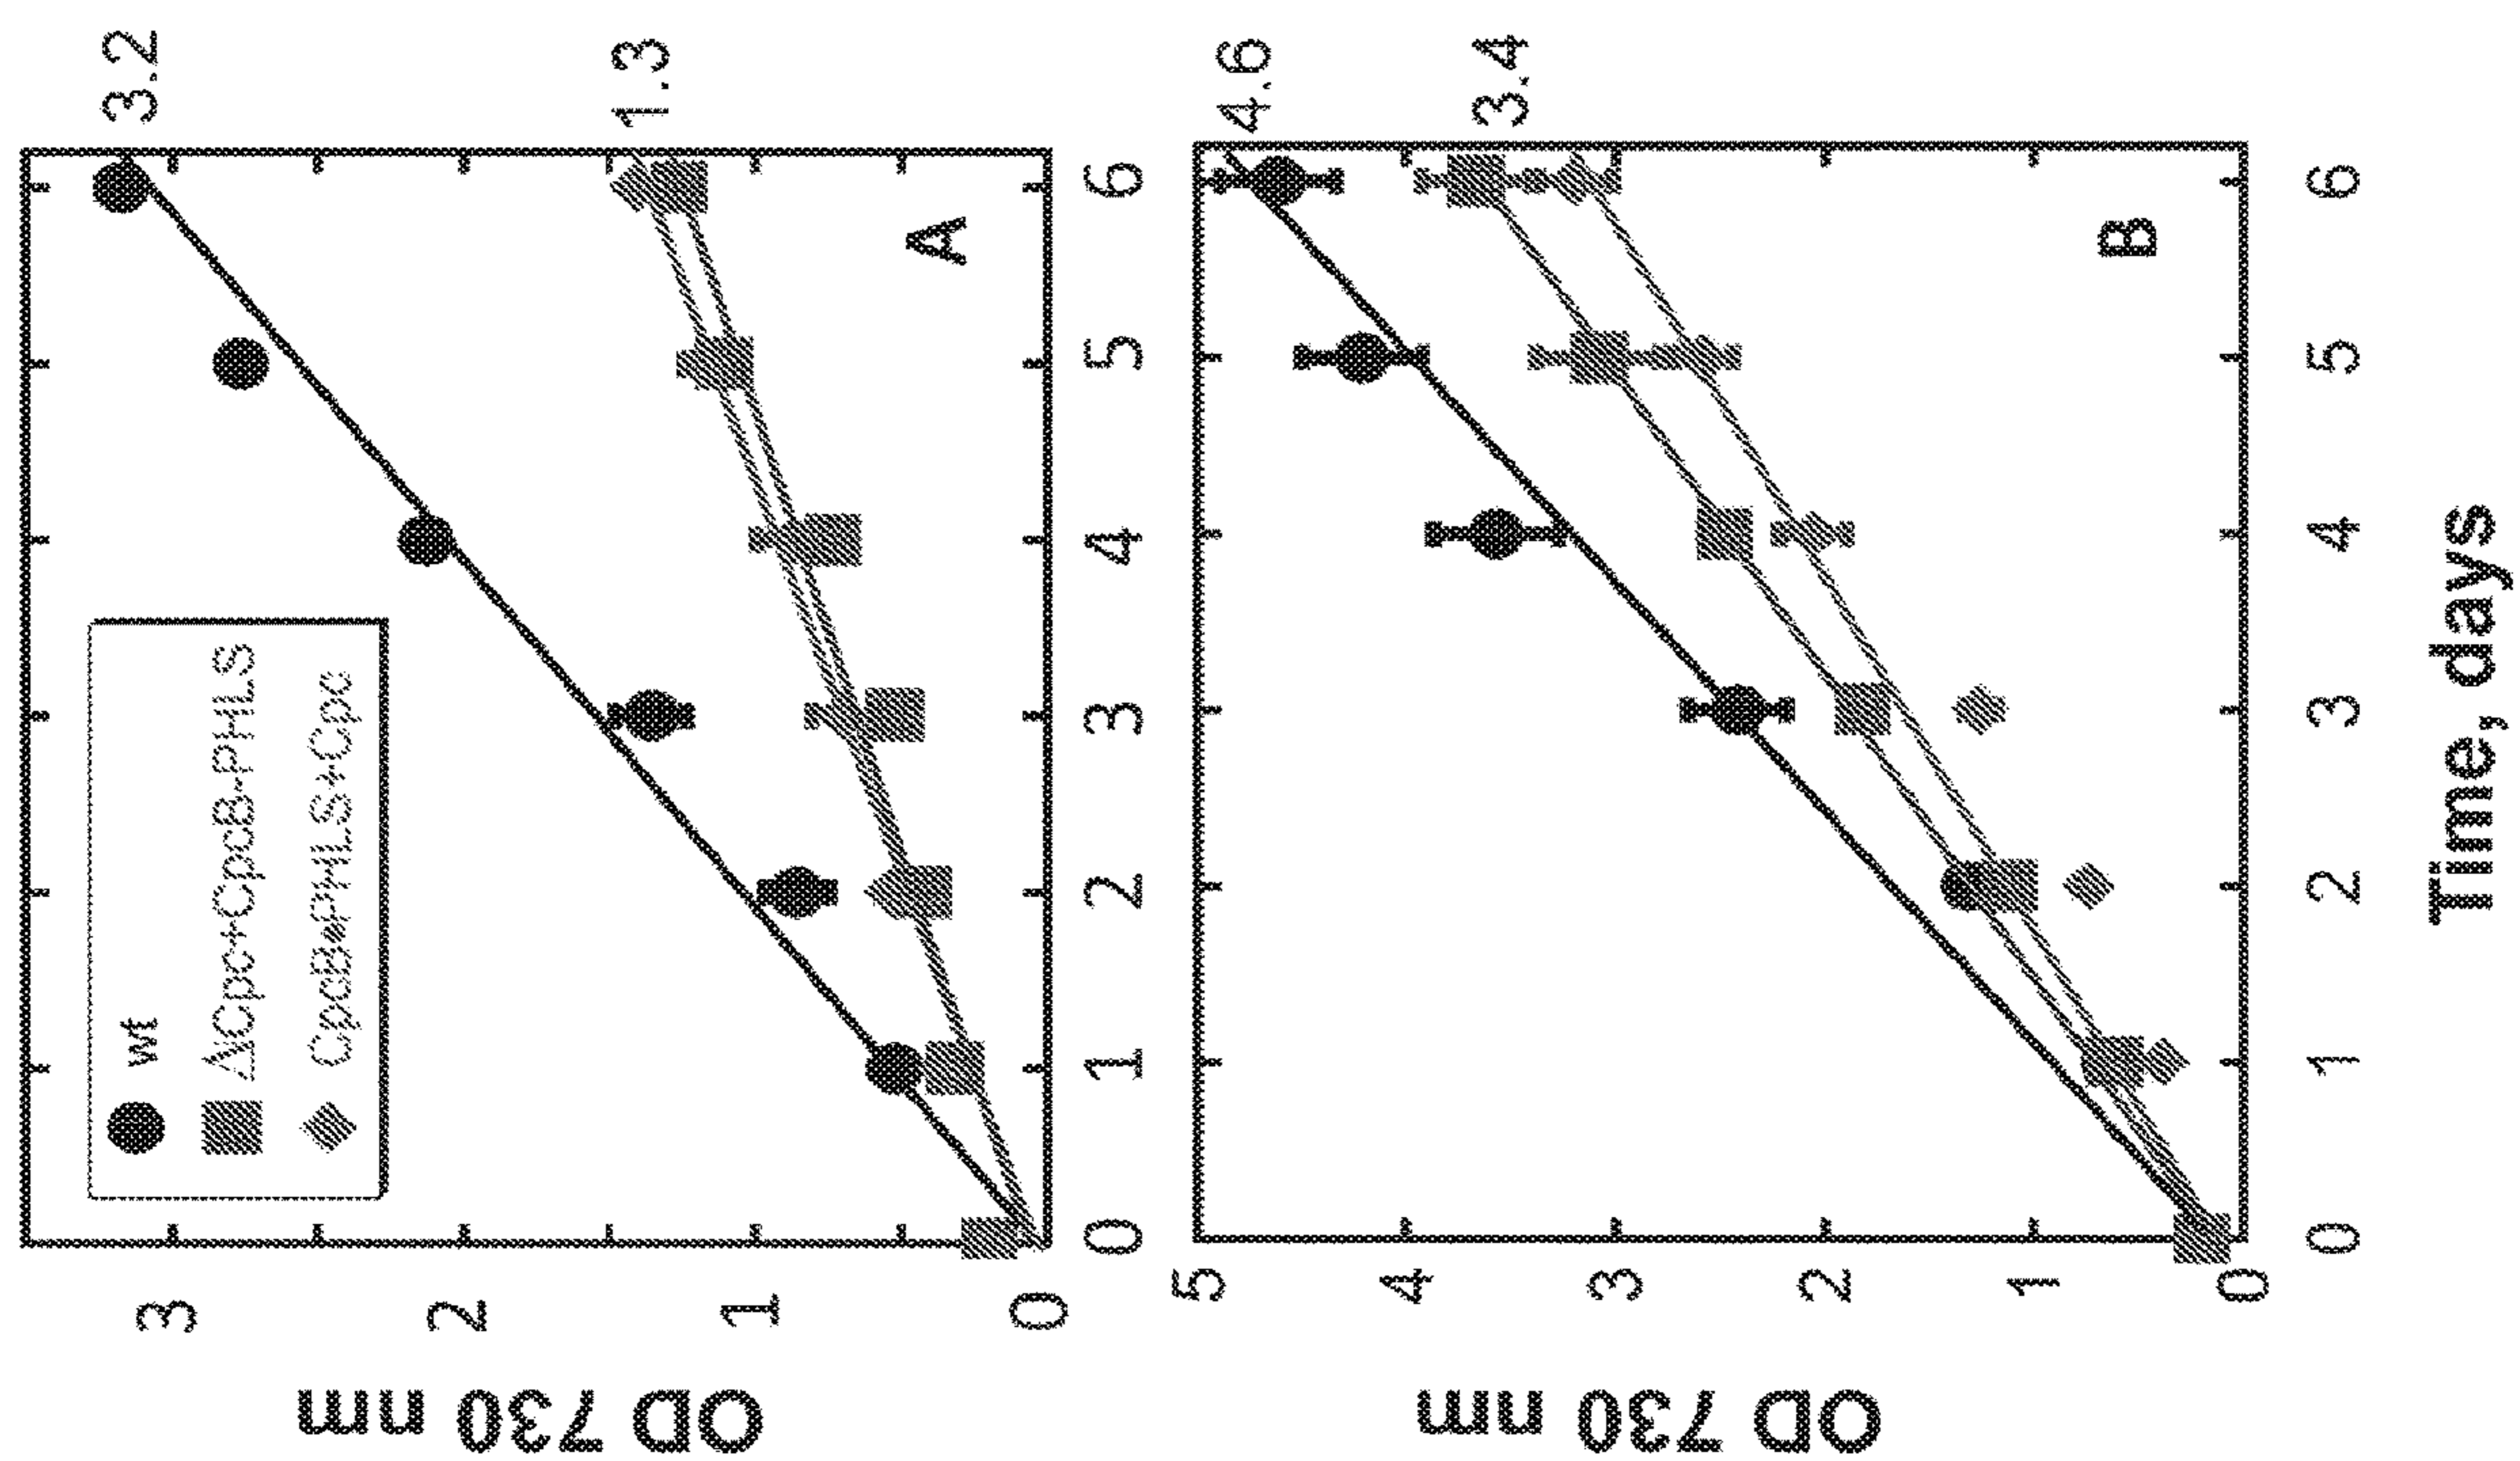 OD 730 nm
3
2
1
0
wt
ΔCpc+CpcB•PHLS
CpcB•PHLS+Cpc
A
3.2
1.3
0 1 2 3 4 5 6
OD 730 nm
5
4
3
2
1
0
B
4.6
3.4
0 1 2 3 4 5 6
Time, days